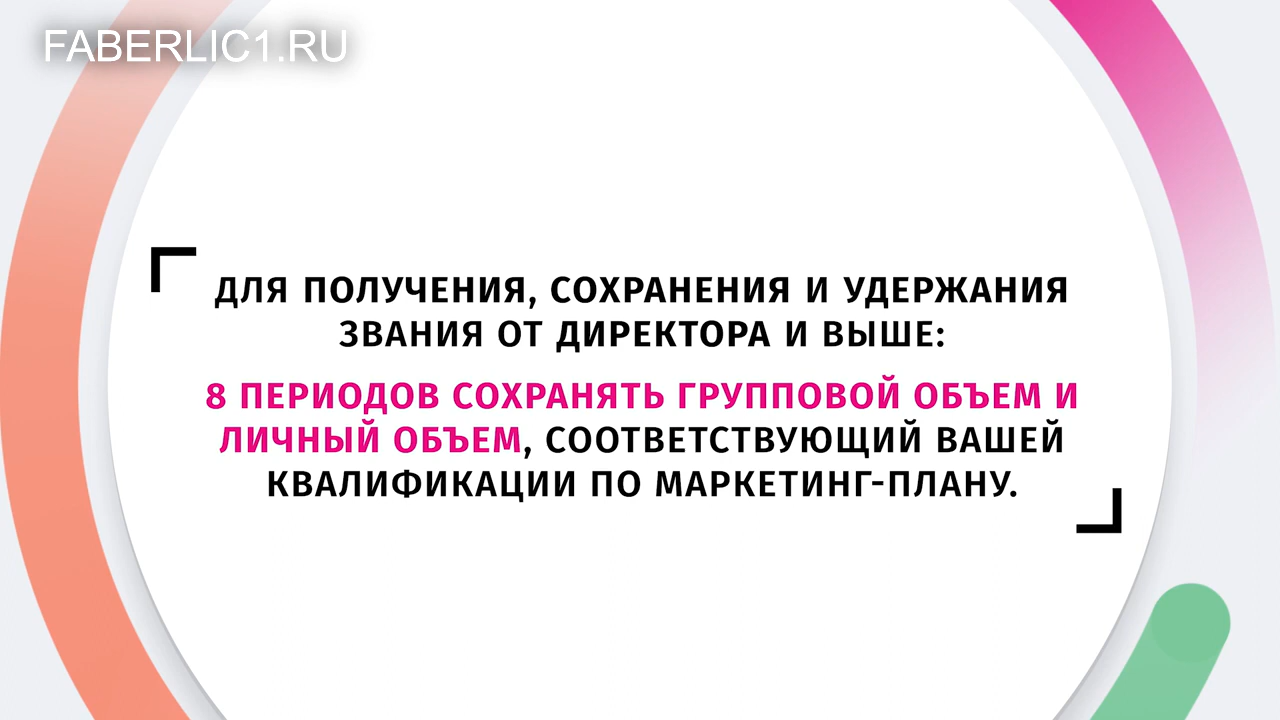 FABERLIC1.RU
ДЛЯ ПОЛУЧЕНИЯ, СОХРАНЕНИЯ И УДЕРЖАНИЯ
ЗВАНИЯ ОТ ДИРЕКТОРА И ВЫШЕ:
8 ПЕРИОДОВ СОХРАНЯТЬ ГРУППОВОЙ ОБЪЕМ И
ЛИЧНЫЙ ОБЪЕМ, СООТВЕТСТВУЮЩИЙ ВАШЕЙ
КВАЛИФИКАЦИИ ПО МАРКЕТИНГ-ПЛАНУ.